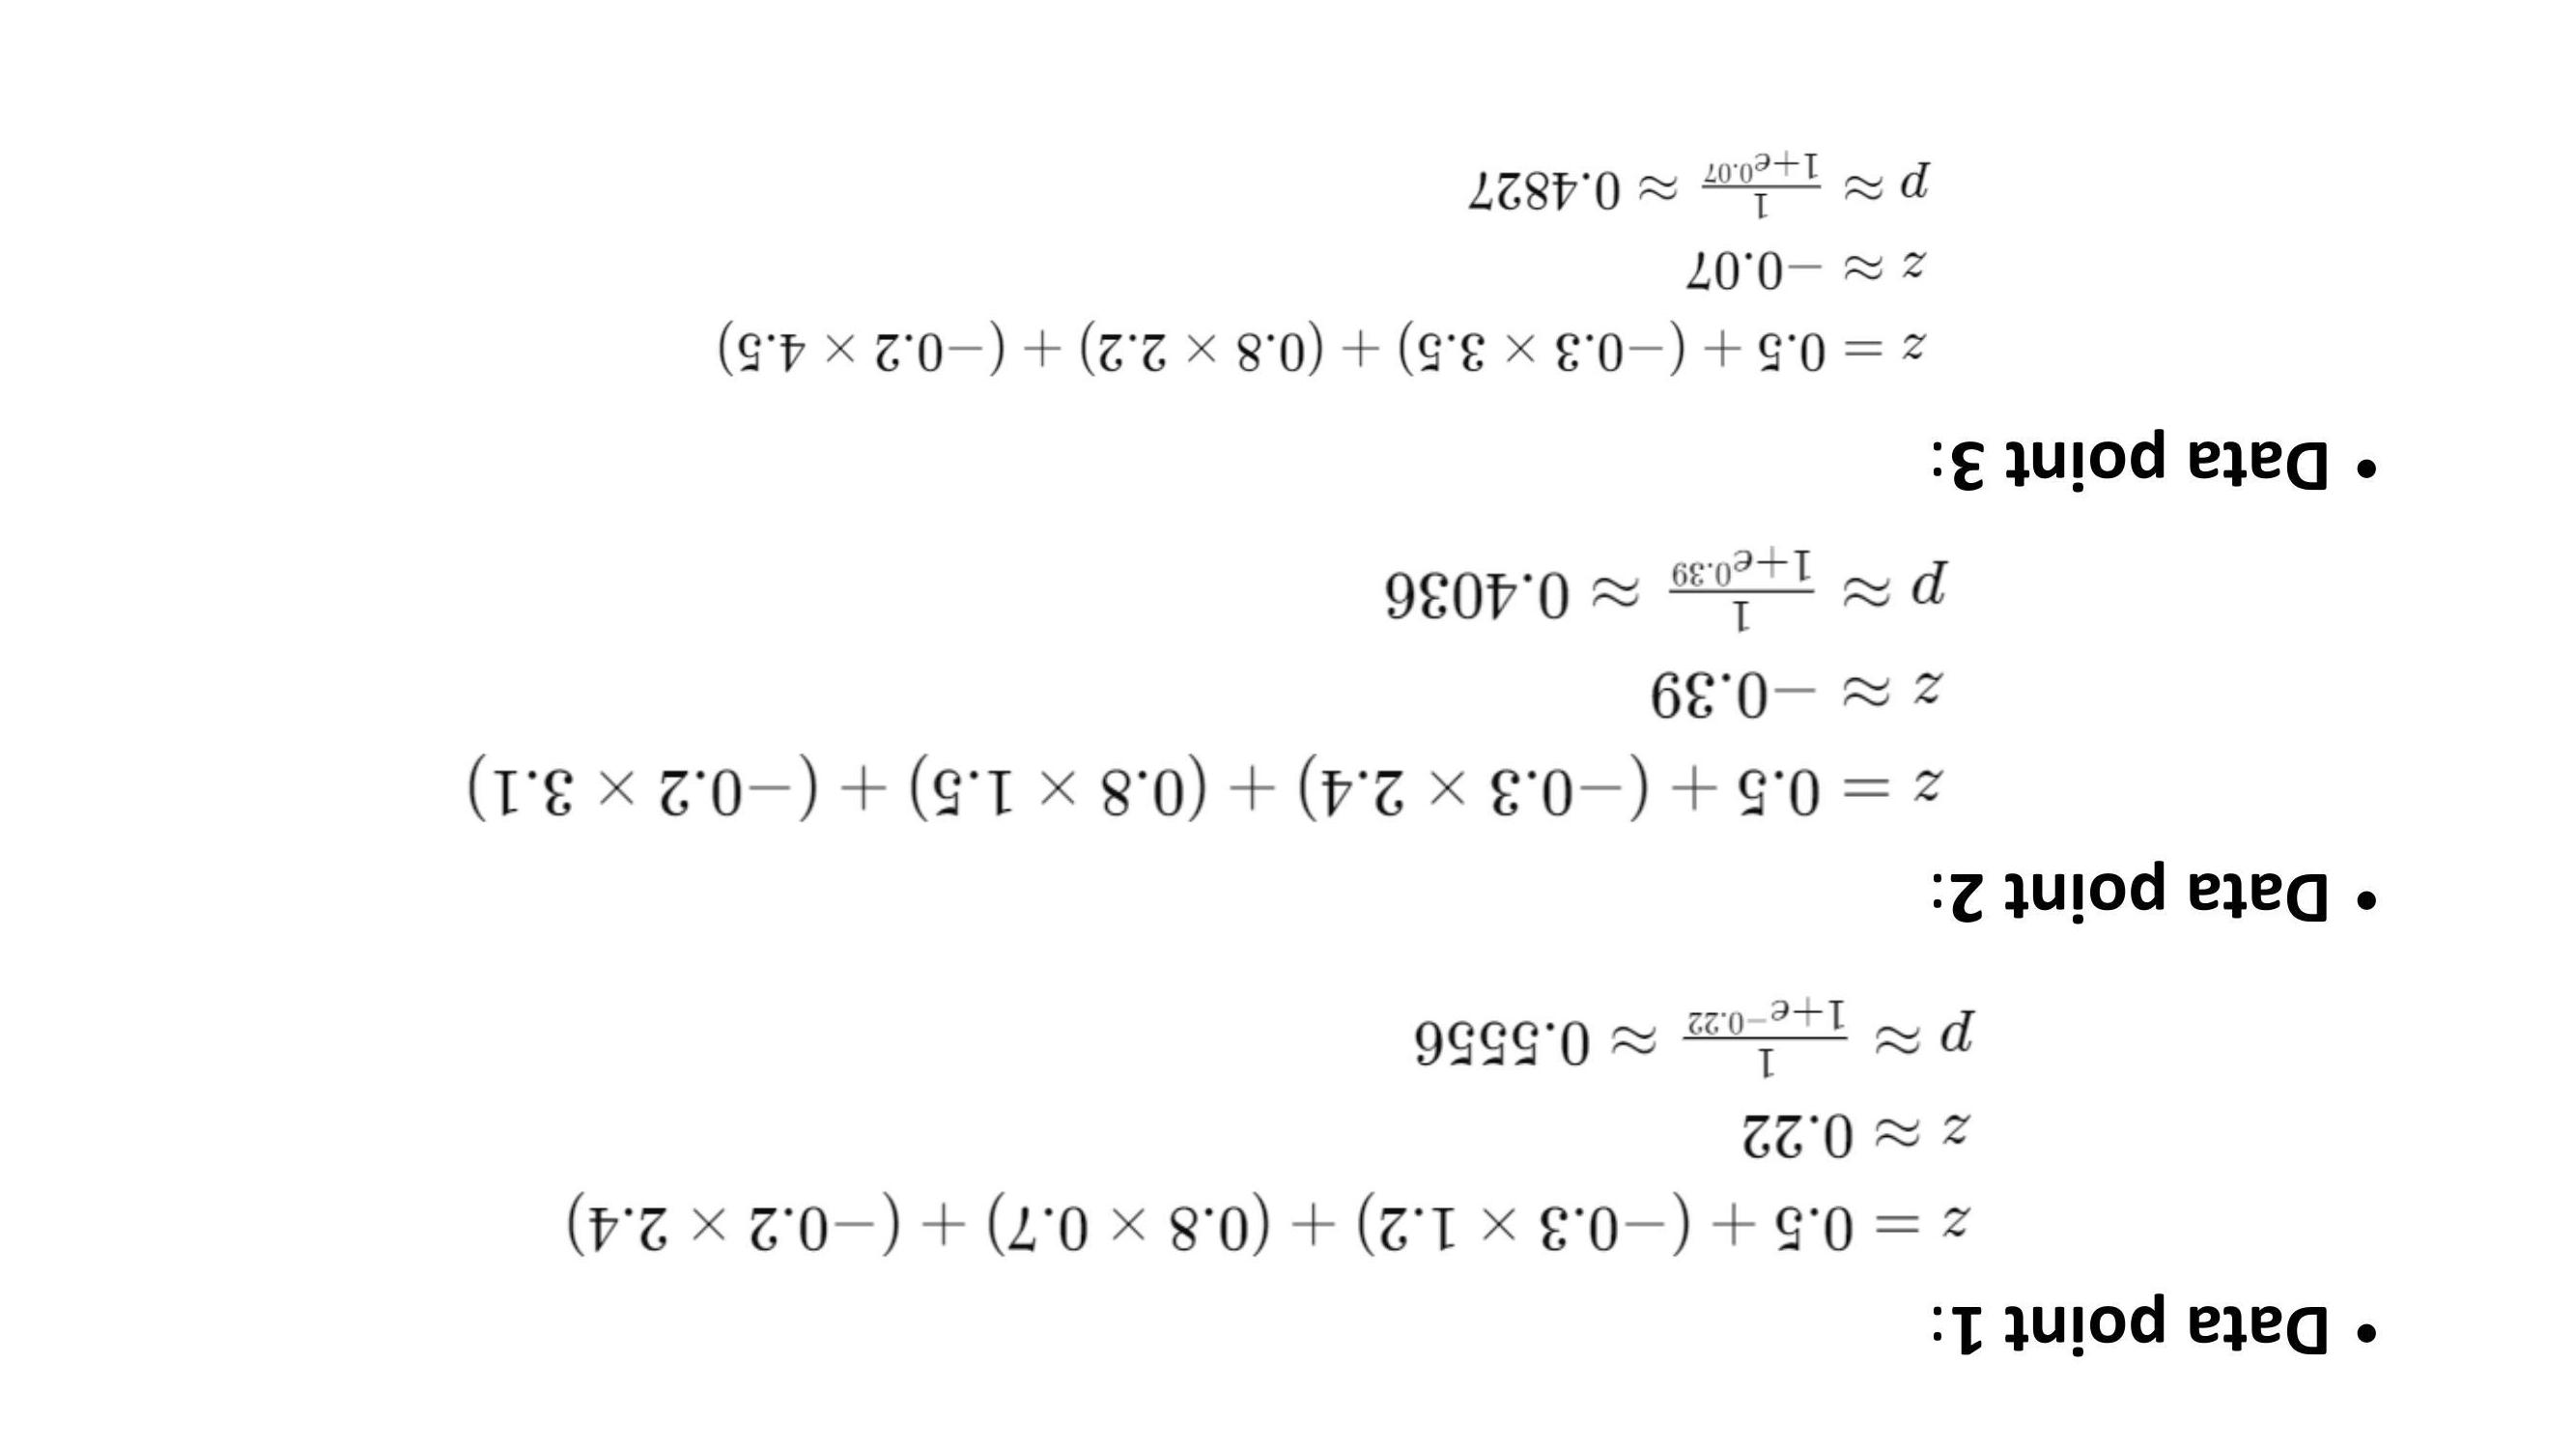 • Data point 1:
z = 0.5 + (−0.3 × 1.2) + (0.8 × 0.7) + (−0.2 × 2.4)
z ≈ 0.22
p ≈ 1/(1+e^−0.22) ≈ 0.5556
• Data point 2:
z = 0.5 + (−0.3 × 2.4) + (0.8 × 1.5) + (−0.2 × 3.1)
z ≈ −0.39
p ≈ 1/(1+e^0.39) ≈ 0.4036
• Data point 3:
z = 0.5 + (−0.3 × 3.5) + (0.8 × 2.2) + (−0.2 × 4.5)
z ≈ −0.07
p ≈ 1/(1+e^0.07) ≈ 0.4827